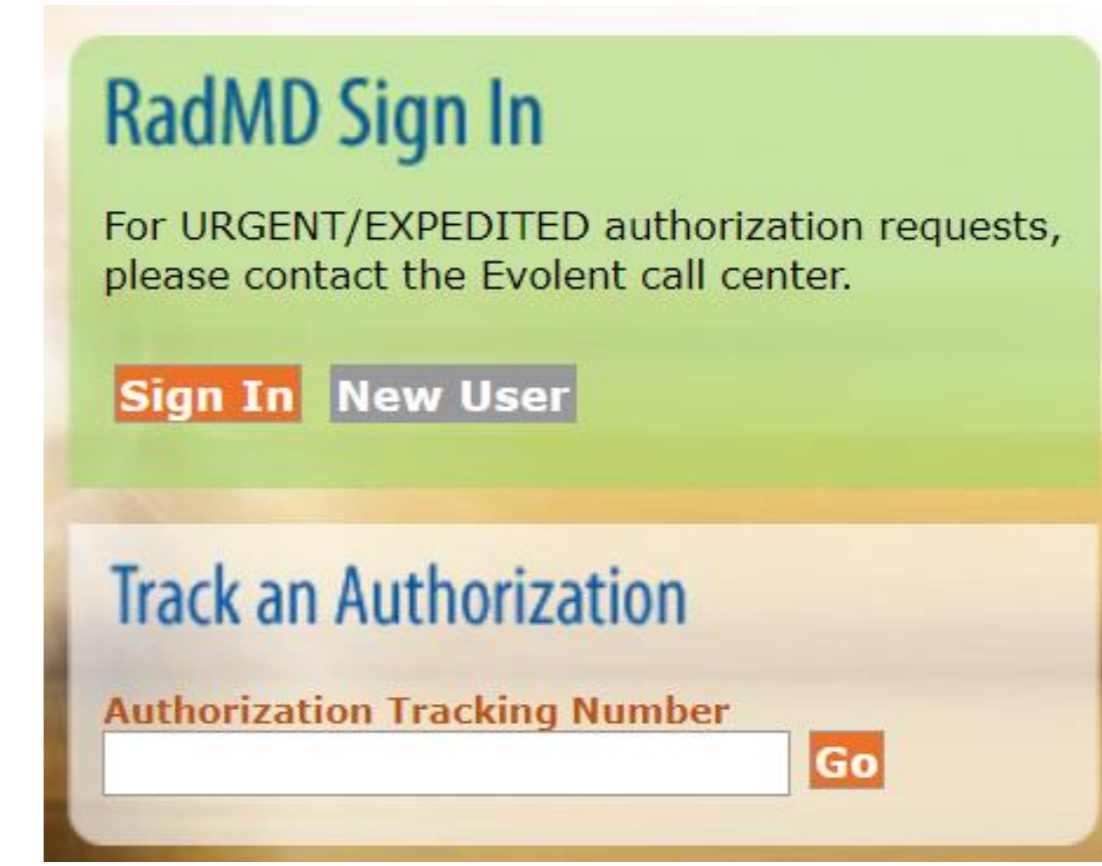 RadMD Sign In
For URGENT/EXPEDITED authorization requests,
please contact the Evolent call center.
Sign In New User
Track an Authorization
Authorization Tracking Number
Go